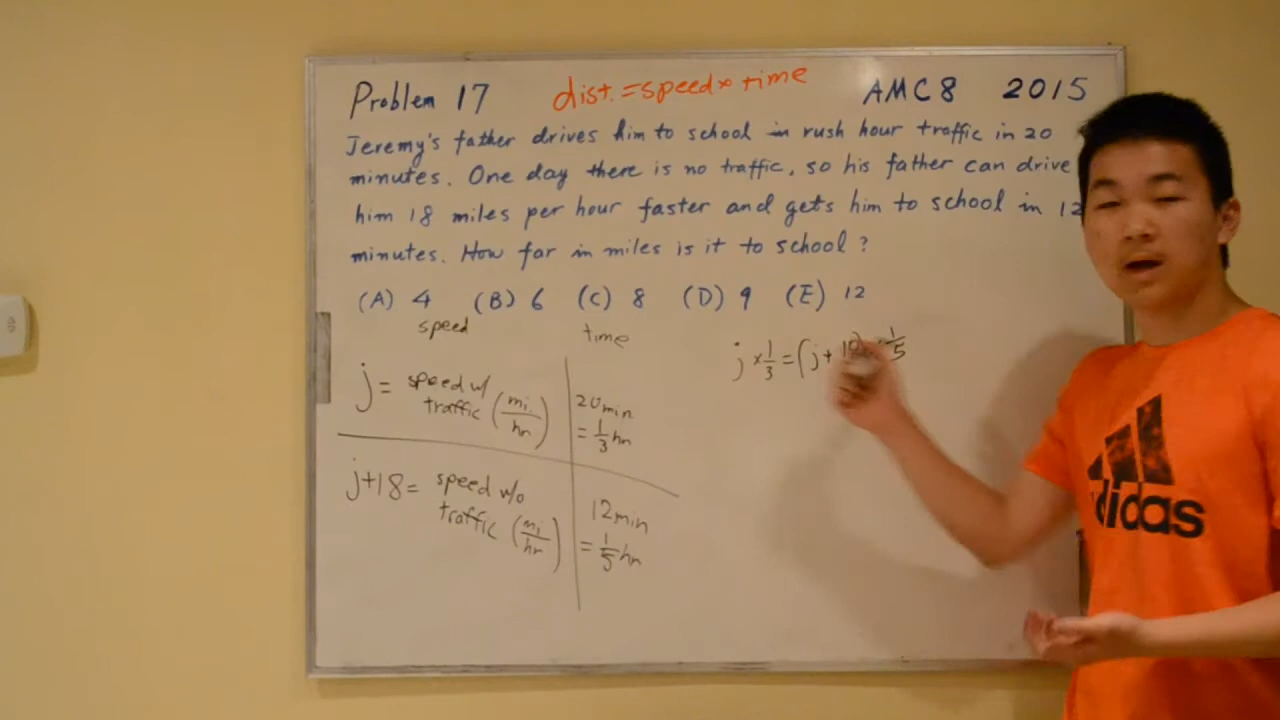 Problem 17 dist. = speed × time AMC 8 2015
Jeremy's father drives him to school in rush hour traffic in 20
minutes. One day there is no traffic, so his father can drive
him 18 miles per hour faster and gets him to school in 12
minutes. How far in miles is it to school?
(A) 4 (B) 6 (C) 8 (D) 9 (E) 12
speed time
j = speed w/ traffic (mi./hr)
20 min
= 1/3 hr
j × 1/3 = (j + 18) × 1/5
j+18 = speed w/o traffic (mi/hr)
12 min
= 1/5 hr
adidas